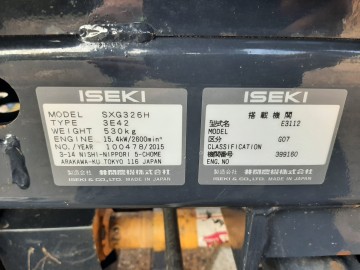 ISEKI
MODEL SXG326H
TYPE 3E42
WEIGHT 530kg
ENGINE 15.4kW/2600min⁻¹
NO./YEAR 100478/2015
3-14 NISHI-NIPPORI 5-CHOME
ARAKAWA-KU TOKYO 116 JAPAN
製造会社 井関農機株式会社
ISEKI & CO.,LTD. MADE IN JAPAN
ISEKI
搭載機関
型式名 E3112
MODEL
区分 G07
CLASSIFICATION
機関番号 399160
ENG.NO
製造会社 井関農機株式会社
ISEKI & CO.,LTD. MADE IN JAPAN